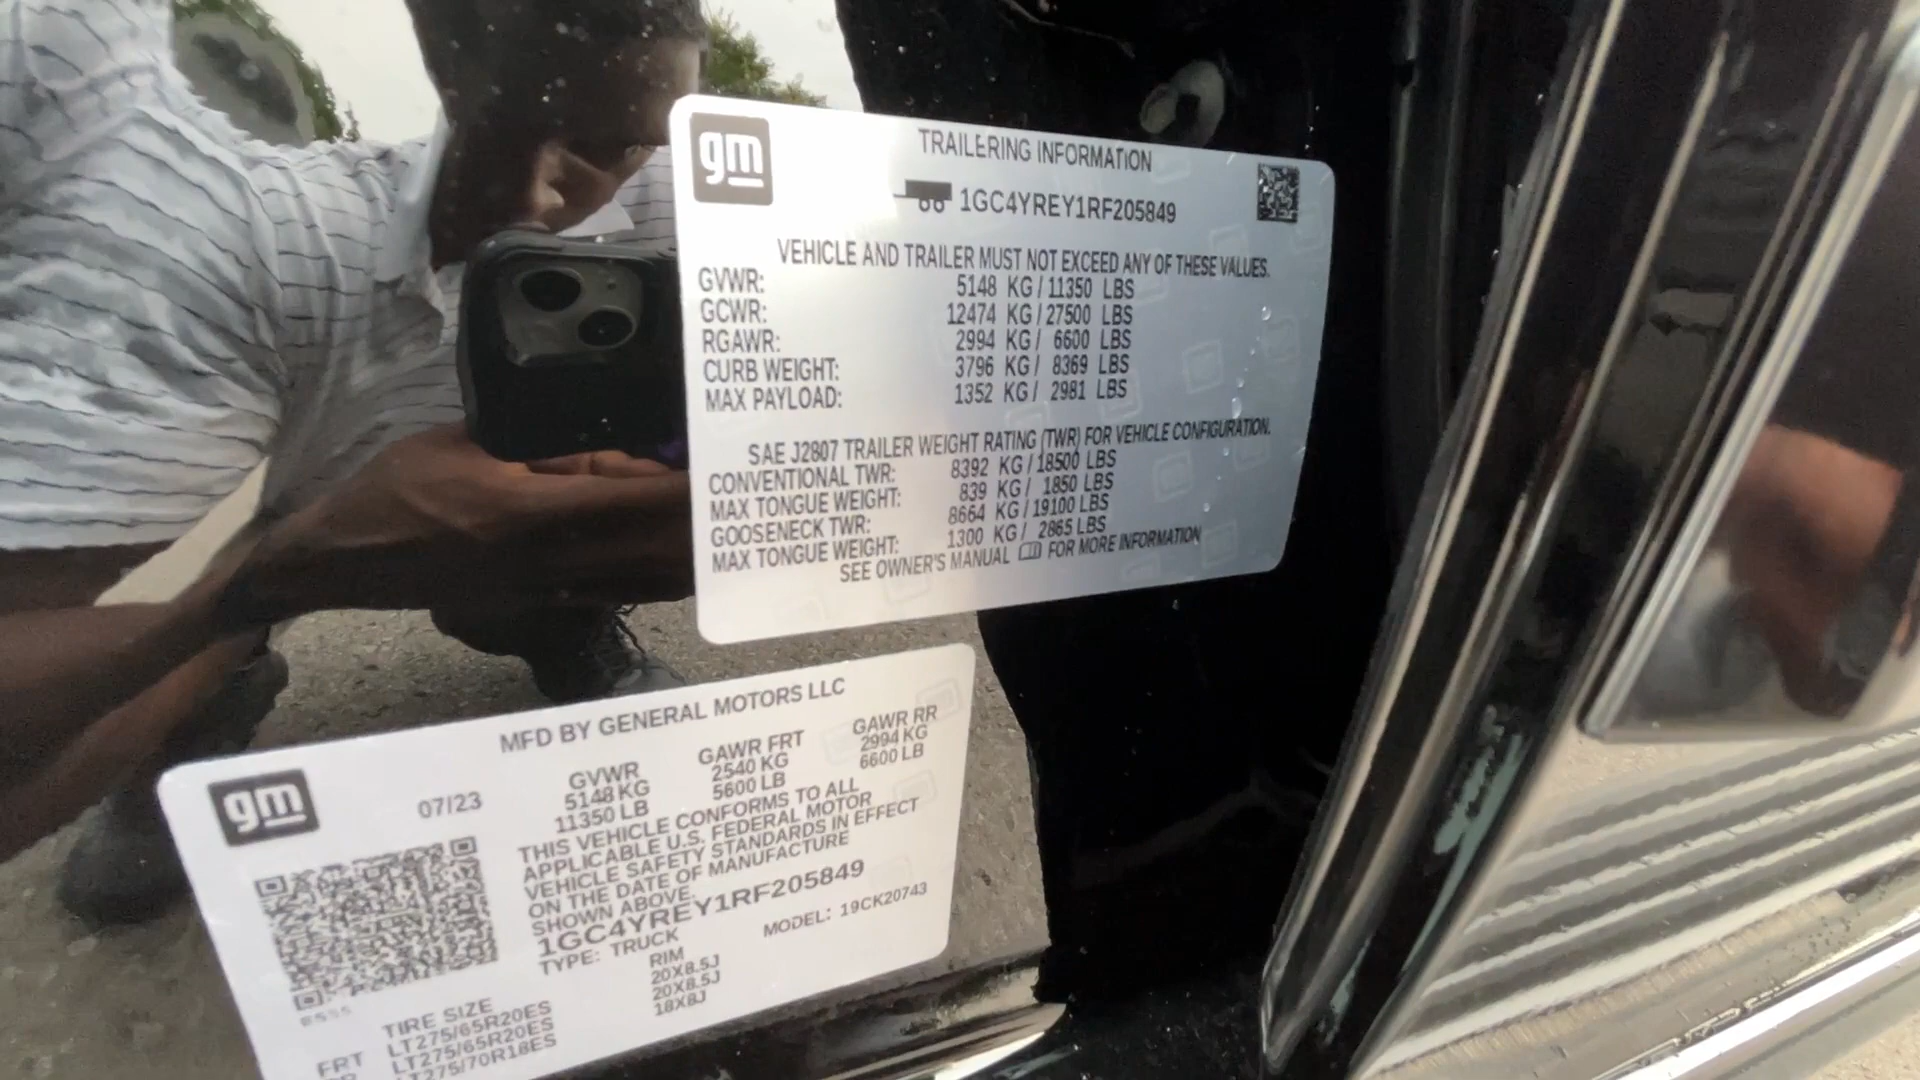 gm
TRAILERING INFORMATION
1GC4YREY1RF205849
VEHICLE AND TRAILER MUST NOT EXCEED ANY OF THESE VALUES.
GVWR: 5148 KG / 11350 LBS
GCWR: 12474 KG / 27500 LBS
RGAWR: 2994 KG / 6600 LBS
CURB WEIGHT: 3796 KG / 8369 LBS
MAX PAYLOAD: 1352 KG / 2981 LBS
SAE J2807 TRAILER WEIGHT RATING (TWR) FOR VEHICLE CONFIGURATION.
CONVENTIONAL TWR: 8392 KG / 18500 LBS
MAX TONGUE WEIGHT: 839 KG / 1850 LBS
GOOSENECK TWR: 8664 KG / 19100 LBS
MAX TONGUE WEIGHT: 1300 KG / 2865 LBS
SEE OWNER'S MANUAL FOR MORE INFORMATION
MFD BY GENERAL MOTORS LLC
gm
07/23
GVWR GAWR FRT GAWR RR
5148 KG 2540 KG 2994 KG
11350 LB 5600 LB 6600 LB
THIS VEHICLE CONFORMS TO ALL
APPLICABLE U.S. FEDERAL MOTOR
VEHICLE SAFETY STANDARDS IN EFFECT
ON THE DATE OF MANUFACTURE
SHOWN ABOVE.
1GC4YREY1RF205849
TYPE: TRUCK MODEL: 19CK20743
TIRE SIZE RIM
FRT LT275/65R20ES 20X8.5J
LT275/65R20ES 20X8.5J
LT275/70R18ES 18X8J